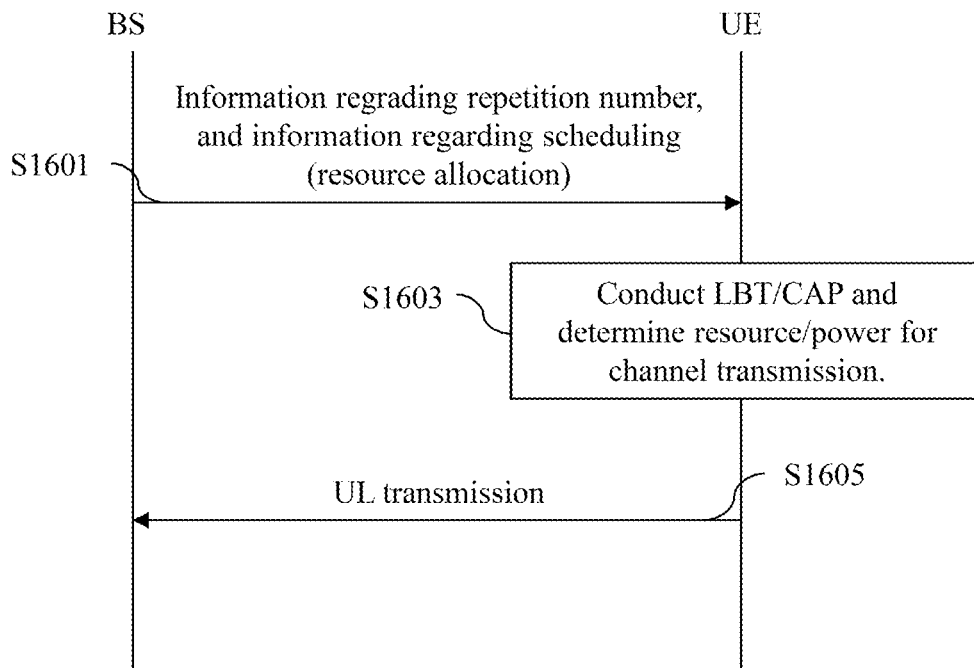 BS
UE
Information regrading repetition number,
and information regarding scheduling
(resource allocation)
S1601
S1603
Conduct LBT/CAP and
determine resource/power for
channel transmission.
S1605
UL transmission